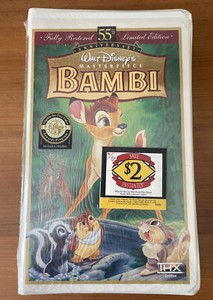 Fully Restored 55th Limited Edition
ANNIVERSARY
WALT DISNEY'S
MASTERPIECE
BAMBI
SAVE
$2
INSTANTLY!
THX